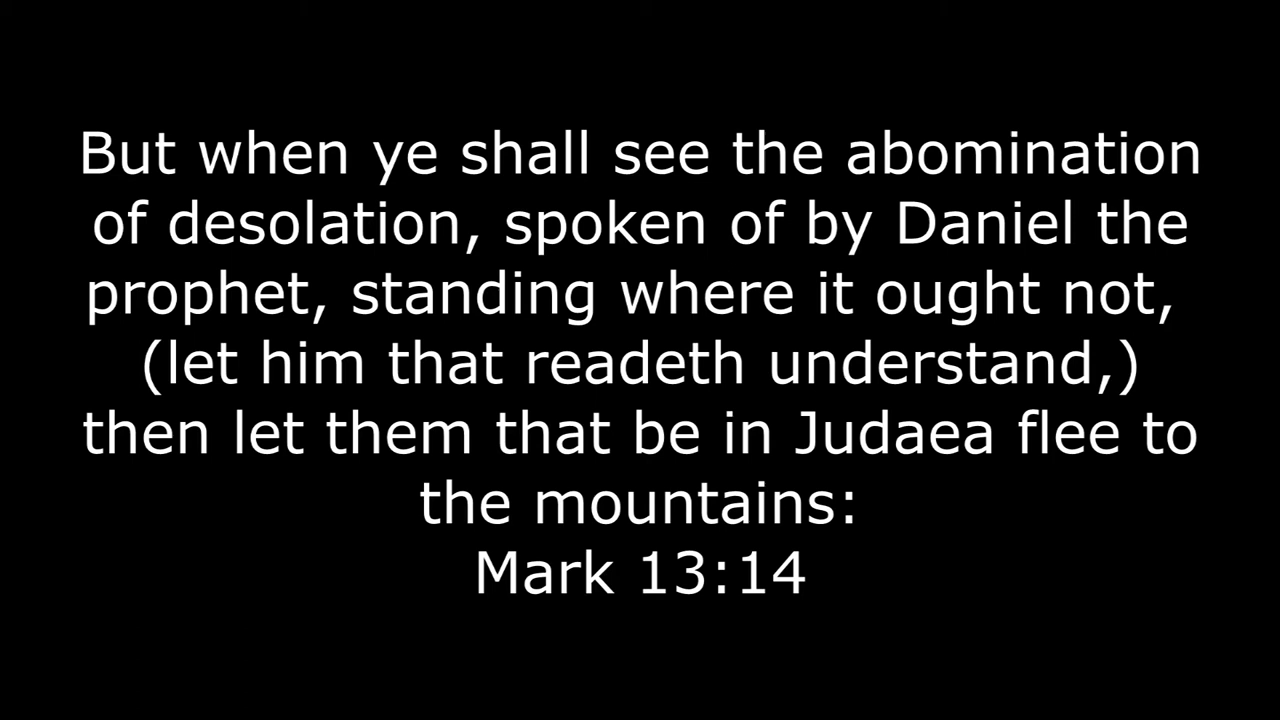 But when ye shall see the abomination
of desolation, spoken of by Daniel the
prophet, standing where it ought not,
(let him that readeth understand,)
then let them that be in Judaea flee to
the mountains:
Mark 13:14